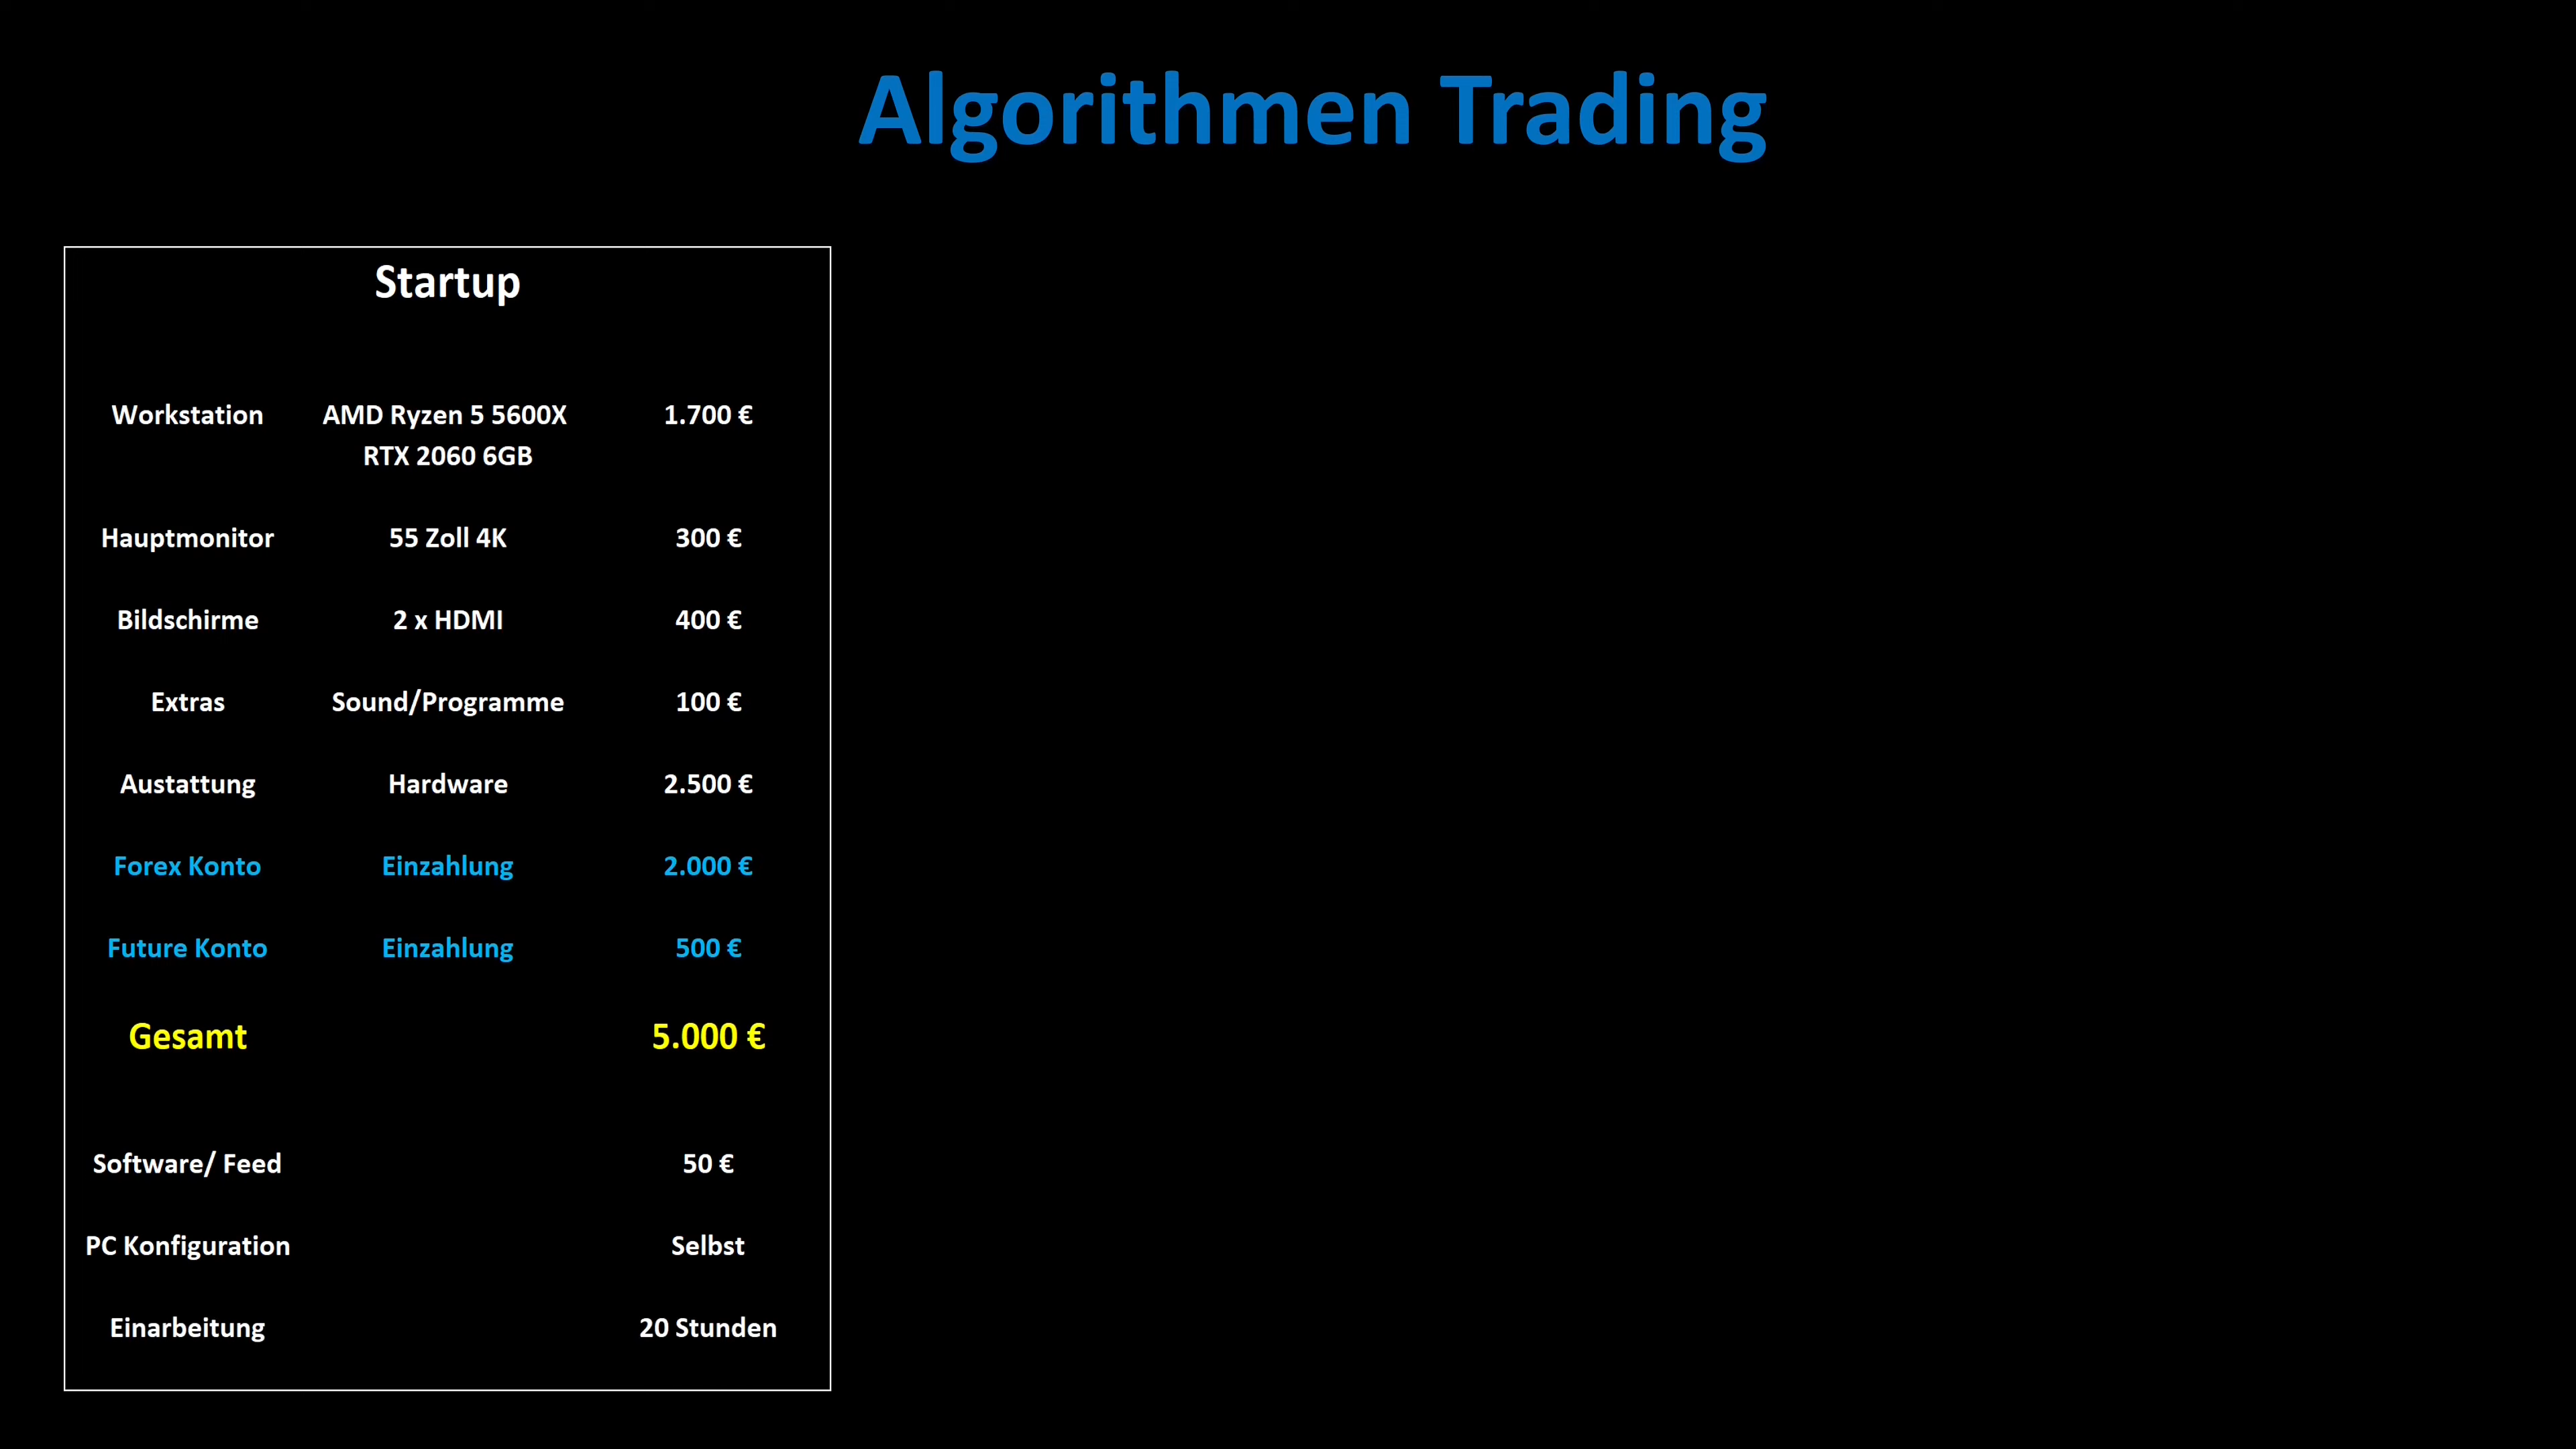 Algorithmen Trading
Startup
Workstation AMD Ryzen 5 5600X 1.700 €
RTX 2060 6GB
Hauptmonitor 55 Zoll 4K 300 €
Bildschirme 2 x HDMI 400 €
Extras Sound/Programme 100 €
Austattung Hardware 2.500 €
Forex Konto Einzahlung 2.000 €
Future Konto Einzahlung 500 €
Gesamt 5.000 €
Software/ Feed 50 €
PC Konfiguration Selbst
Einarbeitung 20 Stunden